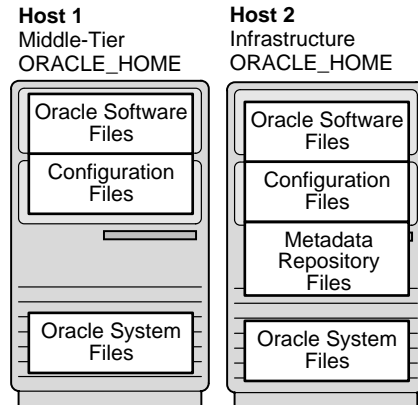 Host 1
Middle-Tier
ORACLE_HOME
Oracle Software
Files
Configuration
Files
Oracle System
Files
Host 2
Infrastructure
ORACLE_HOME
Oracle Software
Files
Configuration
Files
Metadata
Repository
Files
Oracle System
Files